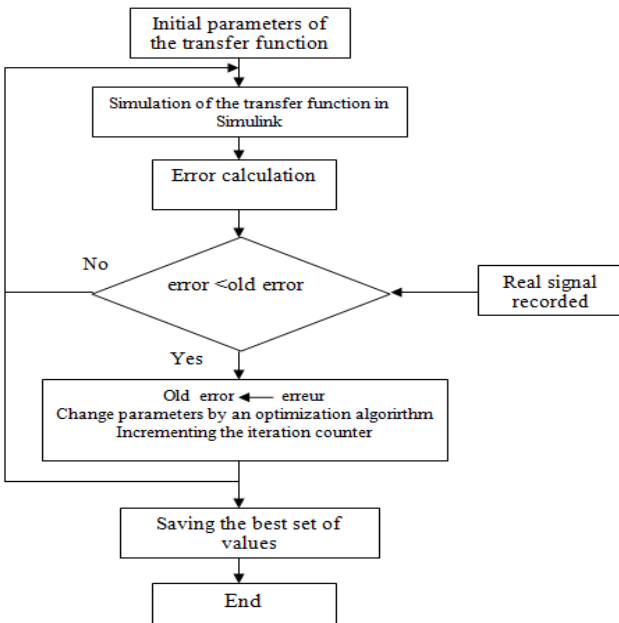 Initial parameters of
the transfer function
Simulation of the transfer function in
Simulink
Error calculation
No
error <old error
Real signal
recorded
Yes
Old error ← erreur
Change parameters by an optimization algorirthm
Incrementing the iteration counter
Saving the best set of
values
End